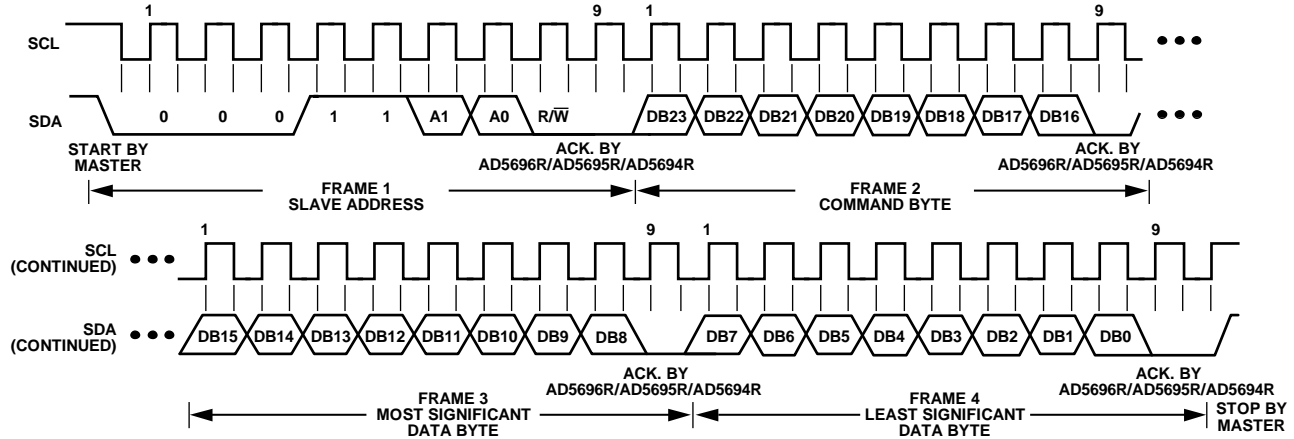 1 9 1 9
SCL
SDA 0 0 0 1 1 A1 A0 R/W̅ DB23 DB22 DB21 DB20 DB19 DB18 DB17 DB16
START BY
MASTER
ACK. BY
AD5696R/AD5695R/AD5694R
ACK. BY
AD5696R/AD5695R/AD5694R
FRAME 1
SLAVE ADDRESS
FRAME 2
COMMAND BYTE
1 9 1 9
SCL
(CONTINUED)
SDA
(CONTINUED)
DB15 DB14 DB13 DB12 DB11 DB10 DB9 DB8 DB7 DB6 DB5 DB4 DB3 DB2 DB1 DB0
ACK. BY
AD5696R/AD5695R/AD5694R
ACK. BY
AD5696R/AD5695R/AD5694R
FRAME 3
MOST SIGNIFICANT
DATA BYTE
FRAME 4
LEAST SIGNIFICANT
DATA BYTE
STOP BY
MASTER